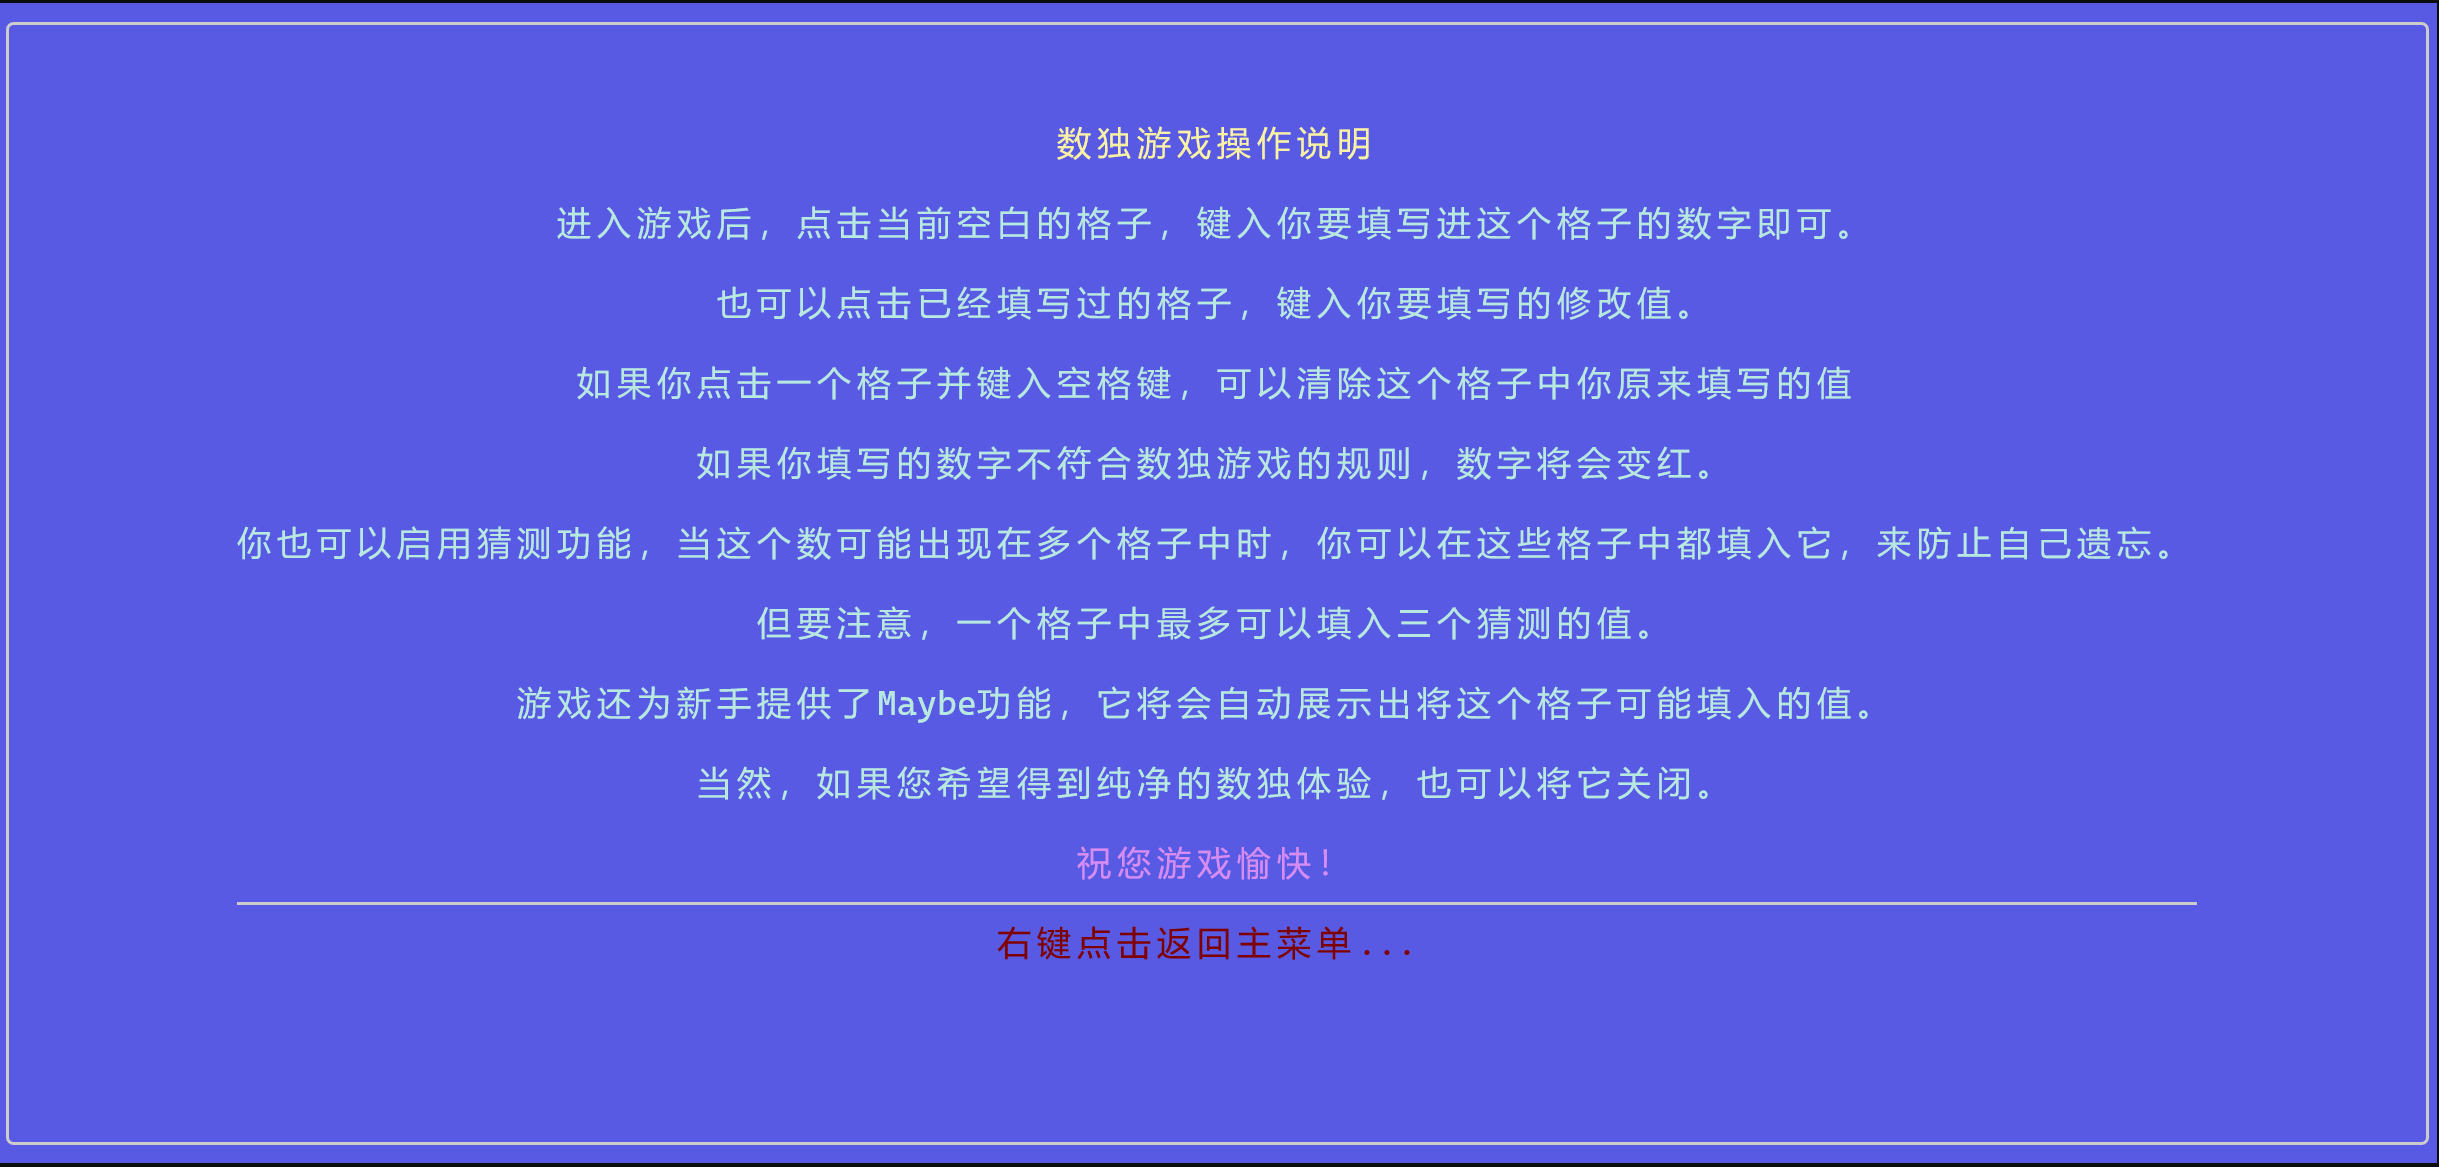 数独游戏操作说明
进入游戏后，点击当前空白的格子，键入你要填写进这个格子的数字即可。
也可以点击已经填写过的格子，键入你要填写的修改值。
如果你点击一个格子并键入空格键，可以清除这个格子中你原来填写的值
如果你填写的数字不符合数独游戏的规则，数字将会变红。
你也可以启用猜测功能，当这个数可能出现在多个格子中时，你可以在这些格子中都填入它，来防止自己遗忘。
但要注意，一个格子中最多可以填入三个猜测的值。
游戏还为新手提供了Maybe功能，它将会自动展示出将这个格子可能填入的值。
当然，如果您希望得到纯净的数独体验，也可以将它关闭。
祝您游戏愉快！
右键点击返回主菜单...